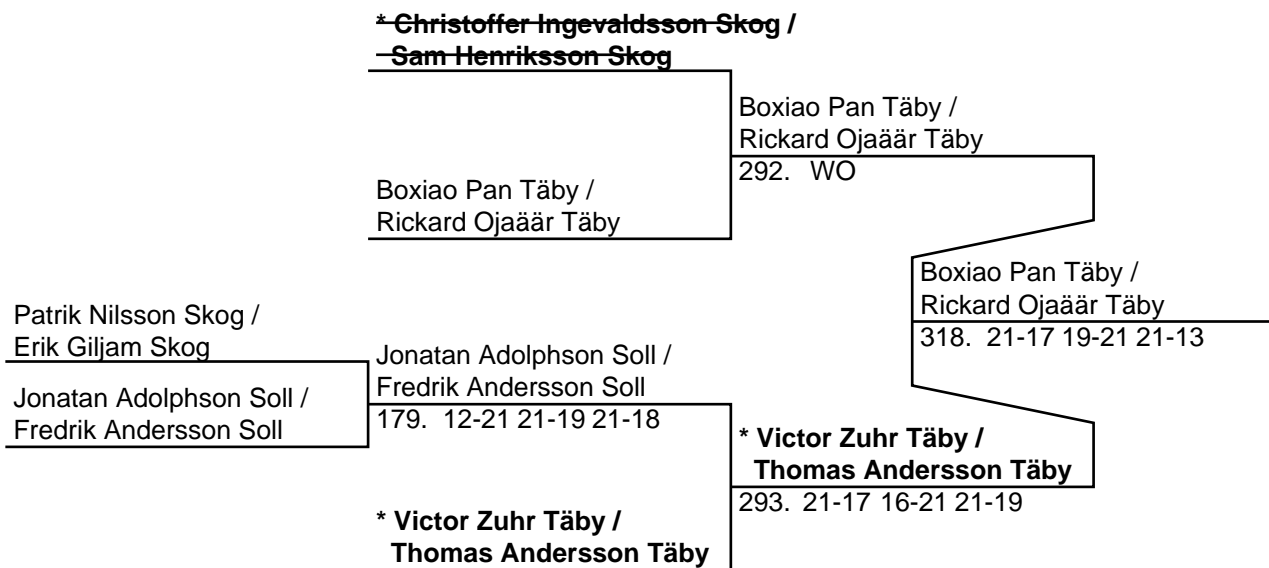 * Christoffer Ingevaldsson Skog /
Sam Henriksson Skog
Boxiao Pan Täby /
Rickard Ojaäär Täby
292. WO
Boxiao Pan Täby /
Rickard Ojaäär Täby
Boxiao Pan Täby /
Rickard Ojaäär Täby
318. 21-17 19-21 21-13
Patrik Nilsson Skog /
Erik Giljam Skog
Jonatan Adolphson Soll /
Fredrik Andersson Soll
179. 12-21 21-19 21-18
Jonatan Adolphson Soll /
Fredrik Andersson Soll
* Victor Zuhr Täby /
Thomas Andersson Täby
293. 21-17 16-21 21-19
* Victor Zuhr Täby /
Thomas Andersson Täby